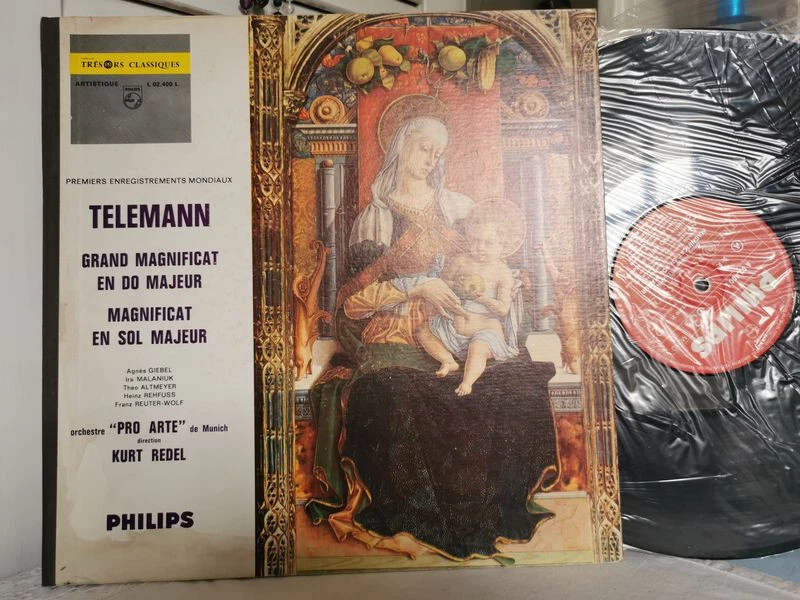 TRÉSORS CLASSIQUES
ARTISTIQUE
PHILIPS
L 02.400 L
PREMIERS ENREGISTREMENTS MONDIAUX
TELEMANN
GRAND MAGNIFICAT
EN DO MAJEUR
MAGNIFICAT
EN SOL MAJEUR
Agnès GIEBEL
Ira MALANIUK
Theo ALTMEYER
Heinz REHFUSS
Franz REUTER-WOLF
orchestre "PRO ARTE" de Munich
direction
KURT REDEL
PHILIPS
PHILIPS